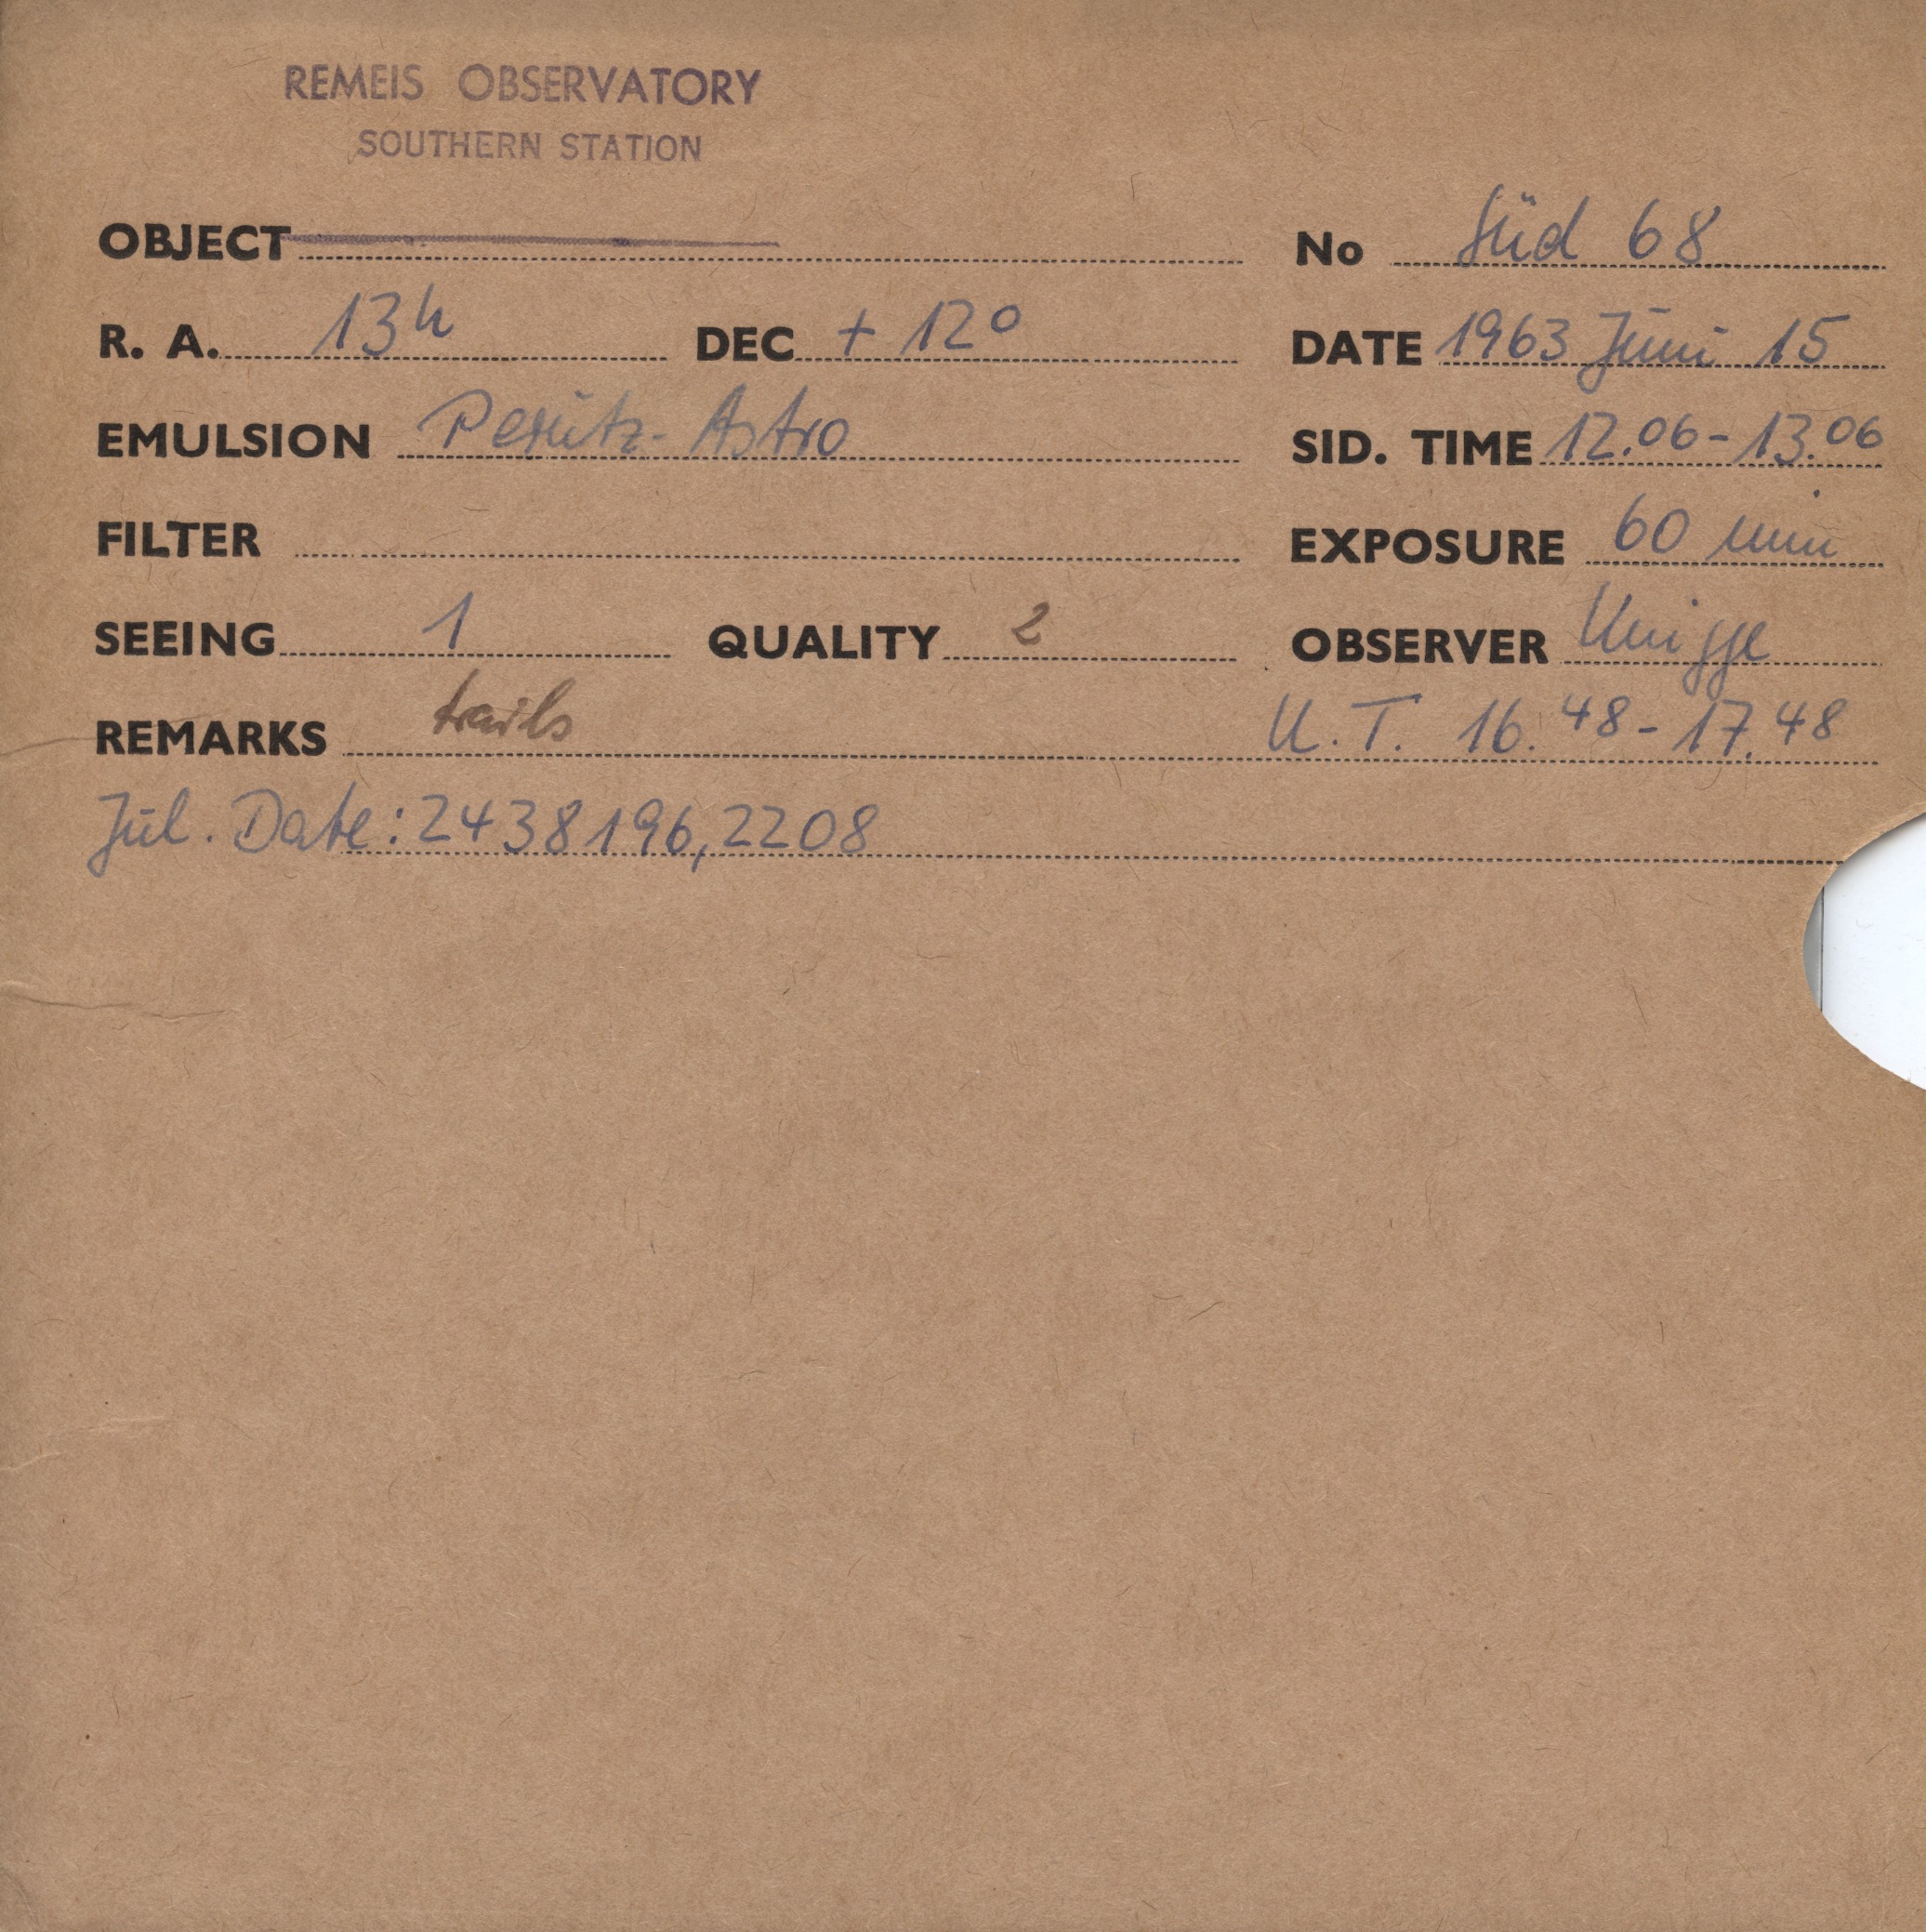 REMEIS OBSERVATORY
SOUTHERN STATION
OBJECT No Süd 68
R. A. 13h DEC + 12° DATE 1963 Juni 15
EMULSION Perutz-Astro SID. TIME 12.06-13.06
FILTER EXPOSURE 60 min
SEEING 1 QUALITY 2 OBSERVER Knigge
REMARKS trails U.T. 16.48-17.48
Jul. Date: 2438196,2208